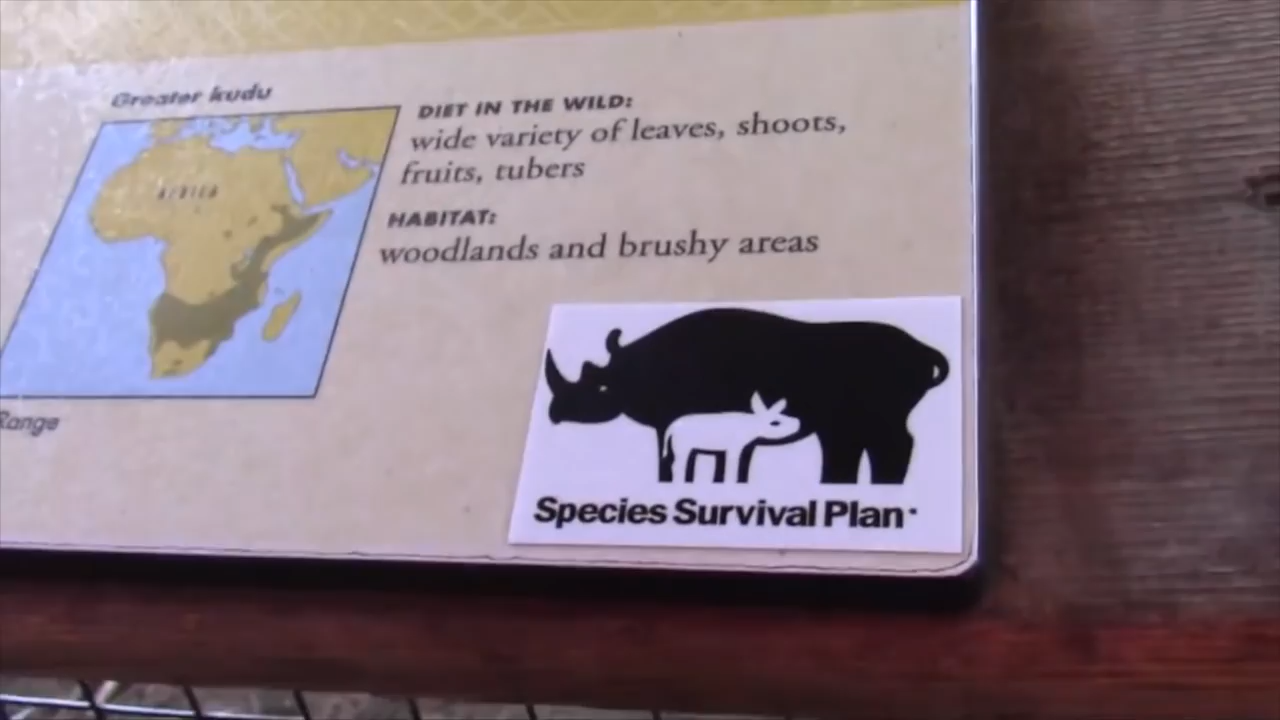 Greater kudu
AFRICA
DIET IN THE WILD:
wide variety of leaves, shoots,
fruits, tubers
HABITAT:
woodlands and brushy areas
Range
Species Survival Plan